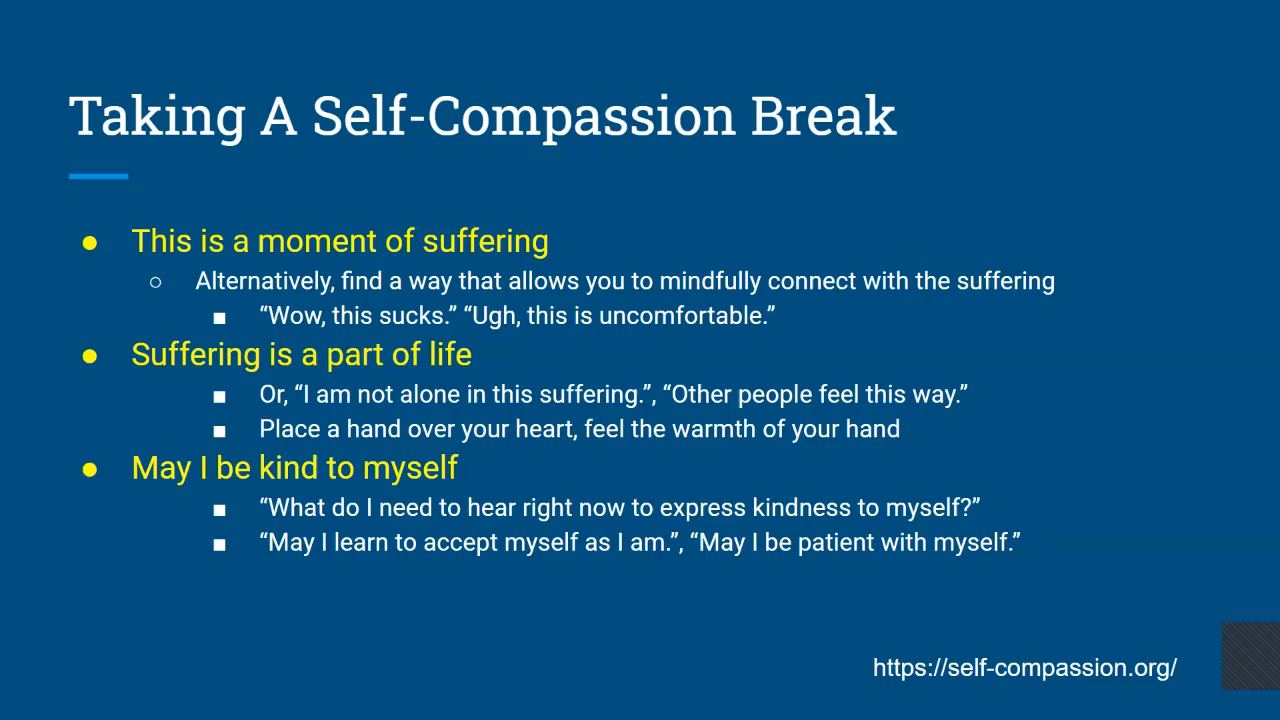 Taking A Self-Compassion Break
● This is a moment of suffering
○ Alternatively, find a way that allows you to mindfully connect with the suffering
■ “Wow, this sucks.” “Ugh, this is uncomfortable.”
● Suffering is a part of life
■ Or, “I am not alone in this suffering.”, “Other people feel this way.”
■ Place a hand over your heart, feel the warmth of your hand
● May I be kind to myself
■ “What do I need to hear right now to express kindness to myself?”
■ “May I learn to accept myself as I am.”, “May I be patient with myself.”
https://self-compassion.org/